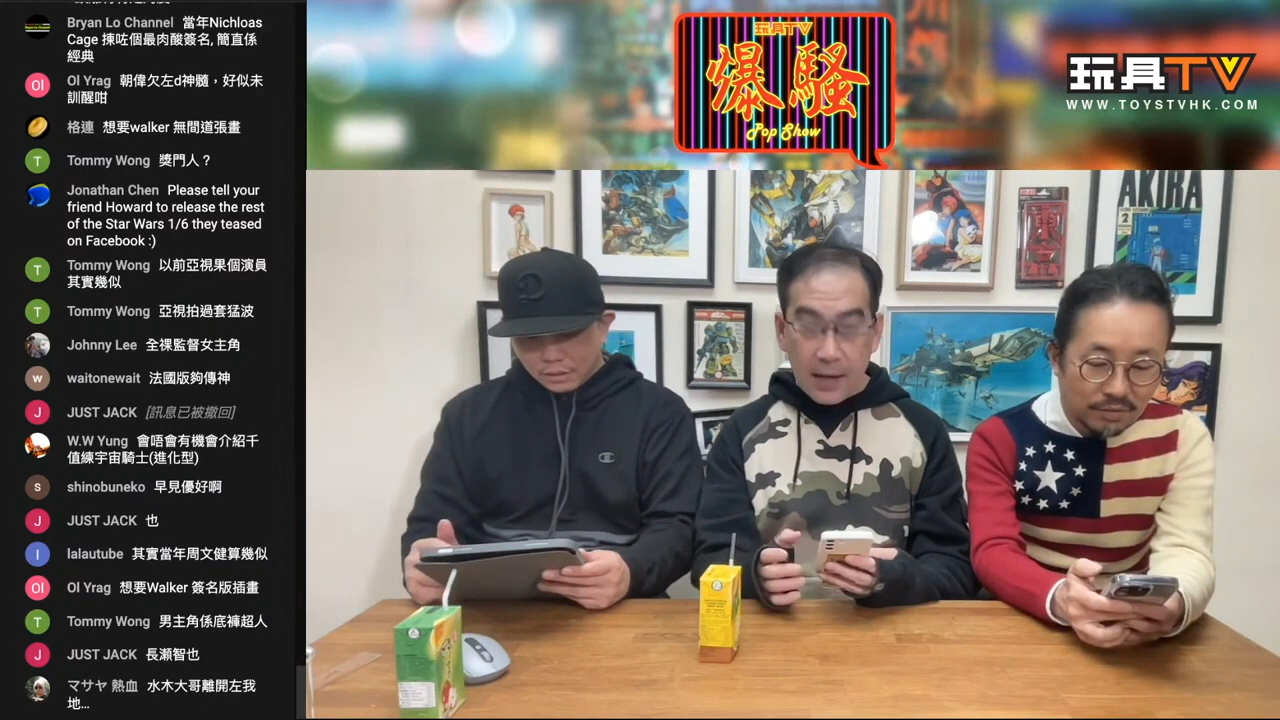 Bryan Lo Channel 當年Nichloas
Cage 揼咗個最肉酸簽名, 簡直係
經典
Ol Yrag 朝偉欠左d神髓，好似未
訓醒咁
格連 想要walker 無間道張畫
Tommy Wong 獎門人？
Jonathan Chen Please tell your
friend Howard to release the rest
of the Star Wars 1/6 they teased
on Facebook :)
Tommy Wong 以前亞視果個演員
其實幾似
Tommy Wong 亞視拍過套猛波
Johnny Lee 全裸監督女主角
waitonewait 法國版夠傳神
JUST JACK [訊息已被撤回]
W.W Yung 會唔會有機會介紹千
值練宇宙騎士(進化型)
shinobuneko 早見優好啊
JUST JACK 也
lalautube 其實當年周文健算幾似
Ol Yrag 想要Walker 簽名版插畫
Tommy Wong 男主角係底褲超人
JUST JACK 長瀬智也
マサヤ 熱血 水木大哥離開左我
地...
玩具TV
爆騷
Pop Show
玩具TV
WWW.TOYSTVHK.COM
AKIRA
2